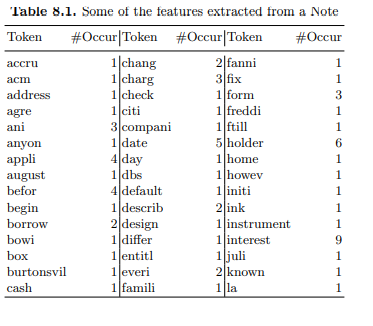 Table 8.1. Some of the features extracted from a Note
Token #Occur Token #Occur Token #Occur
accru 1 chang 2 fanni 1
acm 1 charg 3 fix 1
address 1 check 1 form 3
agre 1 citi 1 freddi 1
ani 3 compani 1 ftill 1
anyon 1 date 5 holder 6
appli 4 day 1 home 1
august 1 dbs 1 howev 1
befor 4 default 1 initi 1
begin 1 describ 2 ink 1
borrow 2 design 1 instrument 1
bowi 1 differ 1 interest 9
box 1 entitl 1 juli 1
burtonsvil 1 everi 2 known 1
cash 1 famili 1 la 1